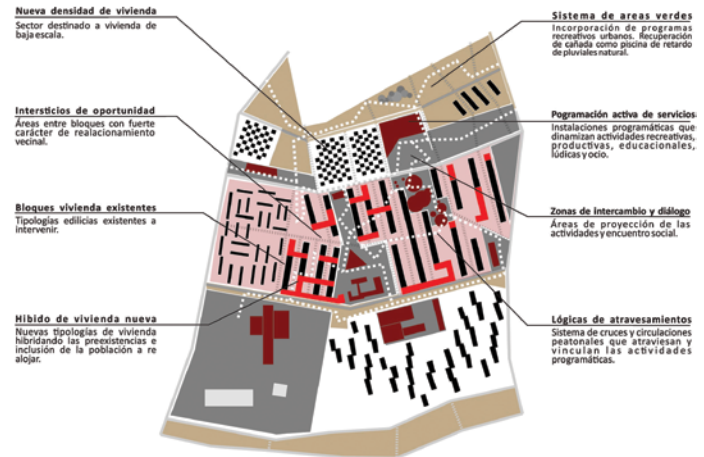 Nueva densidad de vivienda
Sector destinado a vivienda de
baja escala.
Intersticios de oportunidad
Áreas entre bloques con fuerte
carácter de realacionamiento
vecinal.
Bloques vivienda existentes
Tipologías edilicias existentes a
intervenir.
Hibido de vivienda nueva
Nuevas tipologías de vivienda
hibridando las preexistencias e
inclusión de la población a re
alojar.
Sistema de areas verdes
Incorporación de programas
recreativos urbanos. Recuperación
de cañada como piscina de retardo
de pluviales natural.
Pogramación activa de servicios
Instalaciones programáticas que
dinamizan actividades recreativas,
productivas, educacionales,
lúdicas y ocio.
Zonas de intercambio y diálogo
Áreas de proyección de las
actividades y encuentro social.
Lógicas de atravesamientos
Sistema de cruces y circulaciones
peatonales que atraviesan y
vinculan las actividades
programáticas.